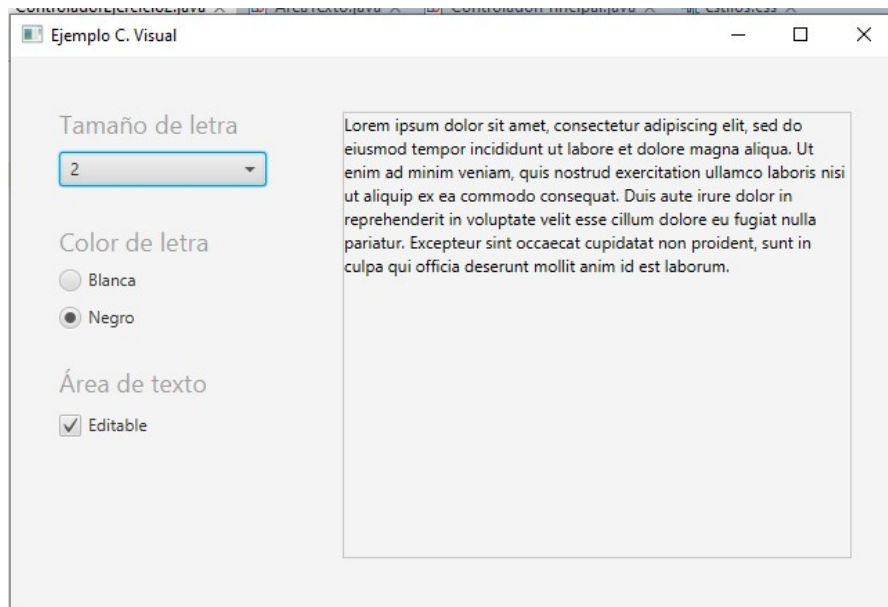 Ejemplo C. Visual
Tamaño de letra
2
Color de letra
Blanca
Negro
Área de texto
Editable
Lorem ipsum dolor sit amet, consectetur adipiscing elit, sed do
eiusmod tempor incididunt ut labore et dolore magna aliqua. Ut
enim ad minim veniam, quis nostrud exercitation ullamco laboris nisi
ut aliquip ex ea commodo consequat. Duis aute irure dolor in
reprehenderit in voluptate velit esse cillum dolore eu fugiat nulla
pariatur. Excepteur sint occaecat cupidatat non proident, sunt in
culpa qui officia deserunt mollit anim id est laborum.